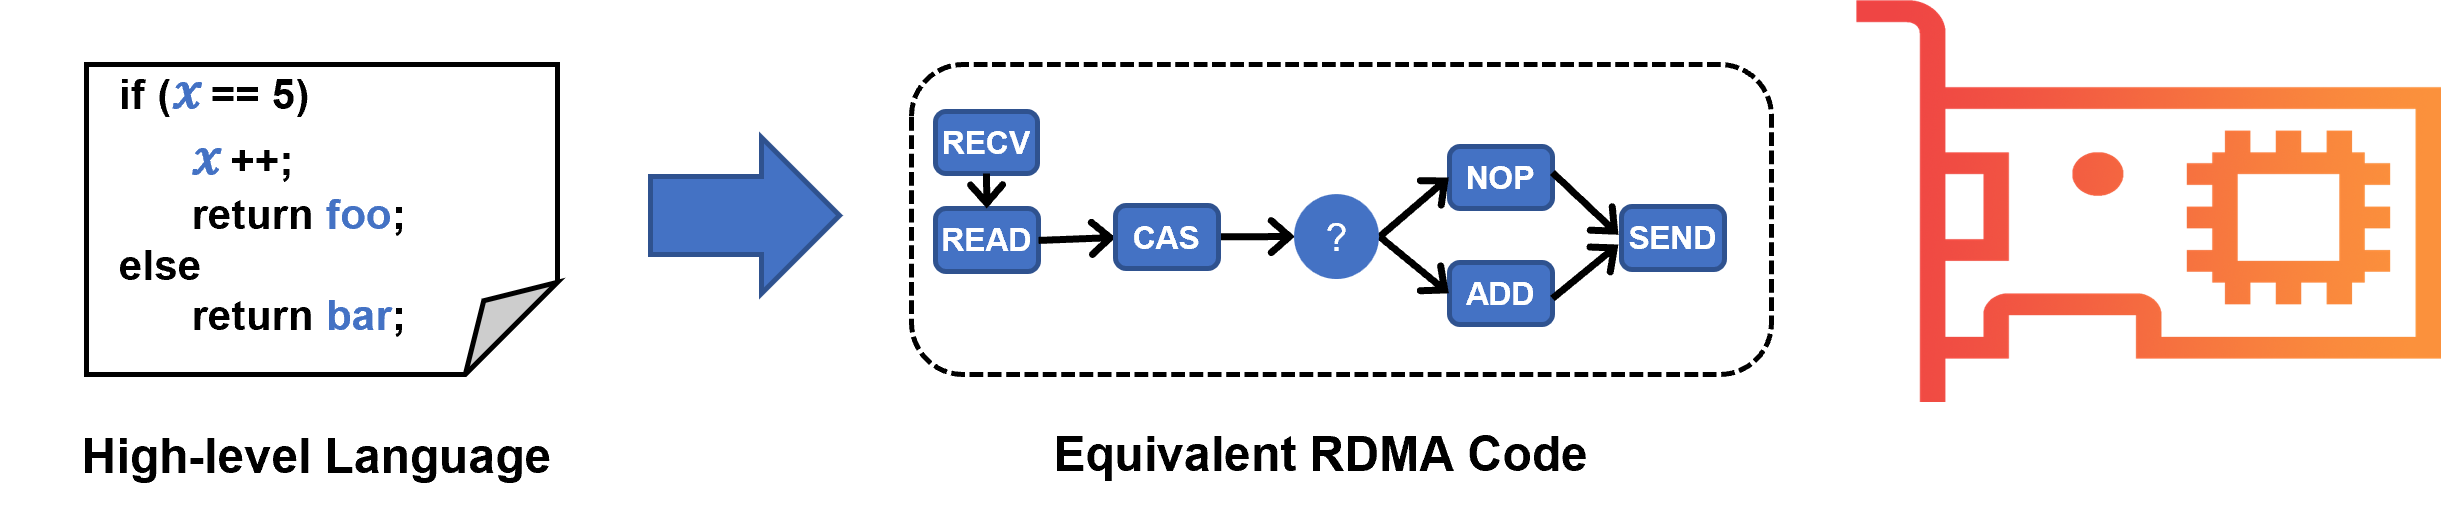 if (x == 5)
x ++;
return foo;
else
return bar;
High-level Language
RECV
READ
CAS
?
NOP
ADD
SEND
Equivalent RDMA Code